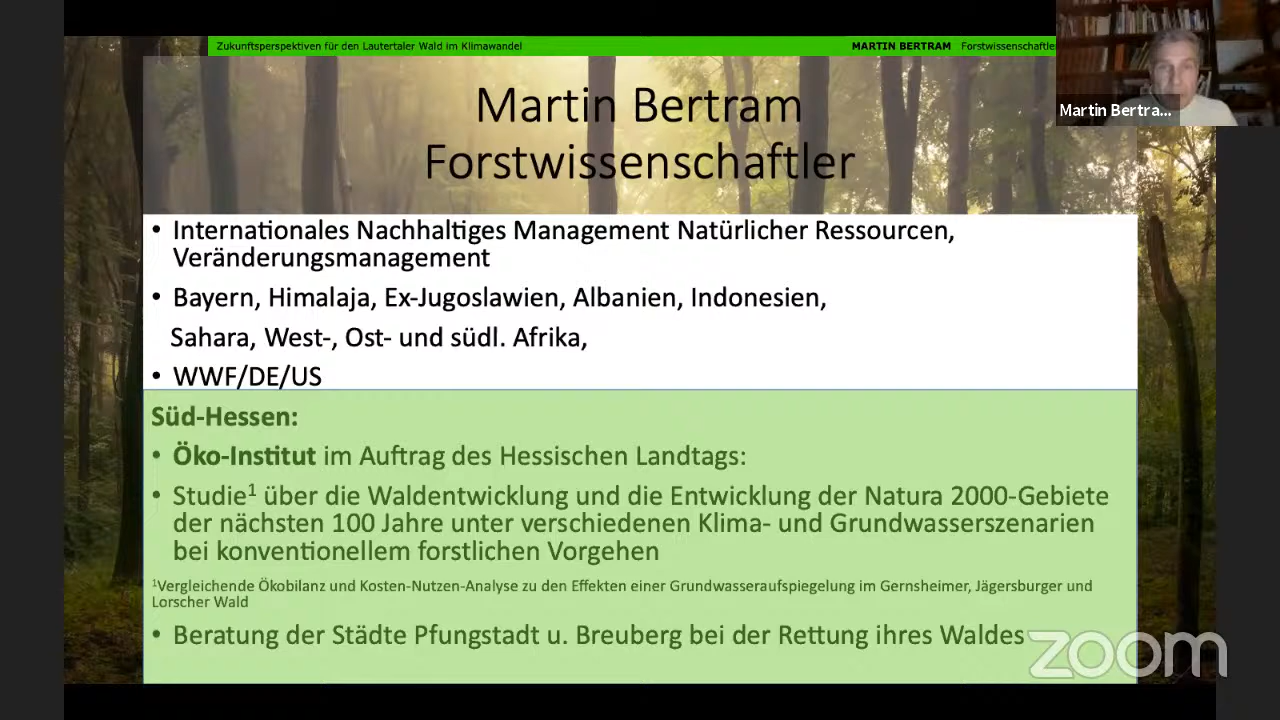 Zukunftsperspektiven für den Lautertaler Wald im Klimawandel
MARTIN BERTRAM Forstwissenschaftler
Martin Bertra...
Martin Bertram
Forstwissenschaftler
• Internationales Nachhaltiges Management Natürlicher Ressourcen,
Veränderungsmanagement
• Bayern, Himalaja, Ex-Jugoslawien, Albanien, Indonesien,
Sahara, West-, Ost- und südl. Afrika,
• WWF/DE/US
Süd-Hessen:
• Öko-Institut im Auftrag des Hessischen Landtags:
• Studie¹ über die Waldentwicklung und die Entwicklung der Natura 2000-Gebiete
der nächsten 100 Jahre unter verschiedenen Klima- und Grundwasserszenarien
bei konventionellem forstlichen Vorgehen
¹Vergleichende Ökobilanz und Kosten-Nutzen-Analyse zu den Effekten einer Grundwasseraufspiegelung im Gernsheimer, Jägersburger und
Lorscher Wald
• Beratung der Städte Pfungstadt u. Breuberg bei der Rettung ihres Waldes
zoom